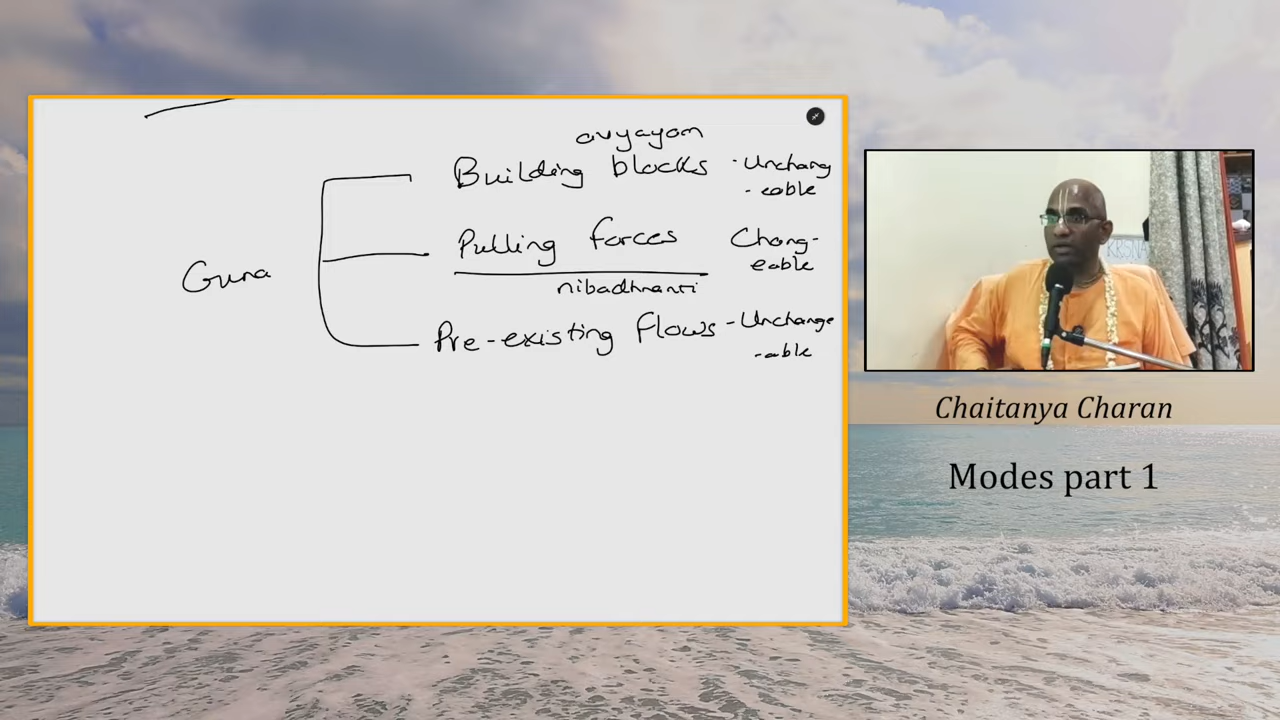 avyayam
Building blocks - Unchang
- eable
Pulling forces Chang-
eable
nibadhnanti
Guna
Pre-existing flows - Unchange
-able
KRSNA
Chaitanya Charan
Modes part 1